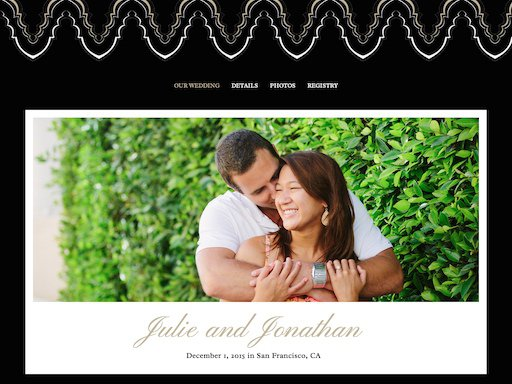 OUR WEDDING DETAILS PHOTOS REGISTRY
Julie and Jonathan
December 1, 2015 in San Francisco, CA